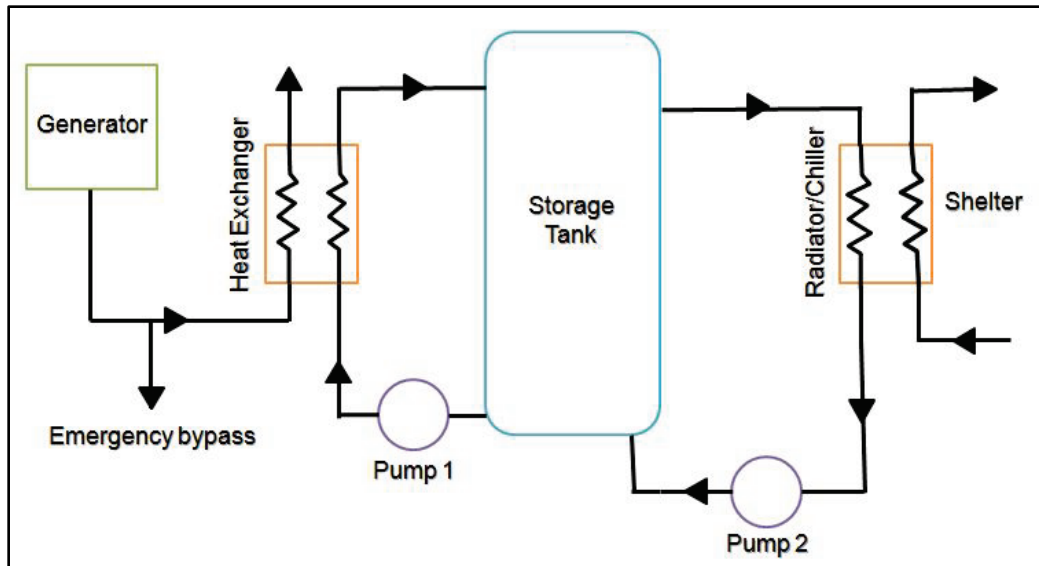 Generator
Heat Exchanger
Storage
Tank
Radiator/Chiller
Shelter
Emergency bypass
Pump 1
Pump 2